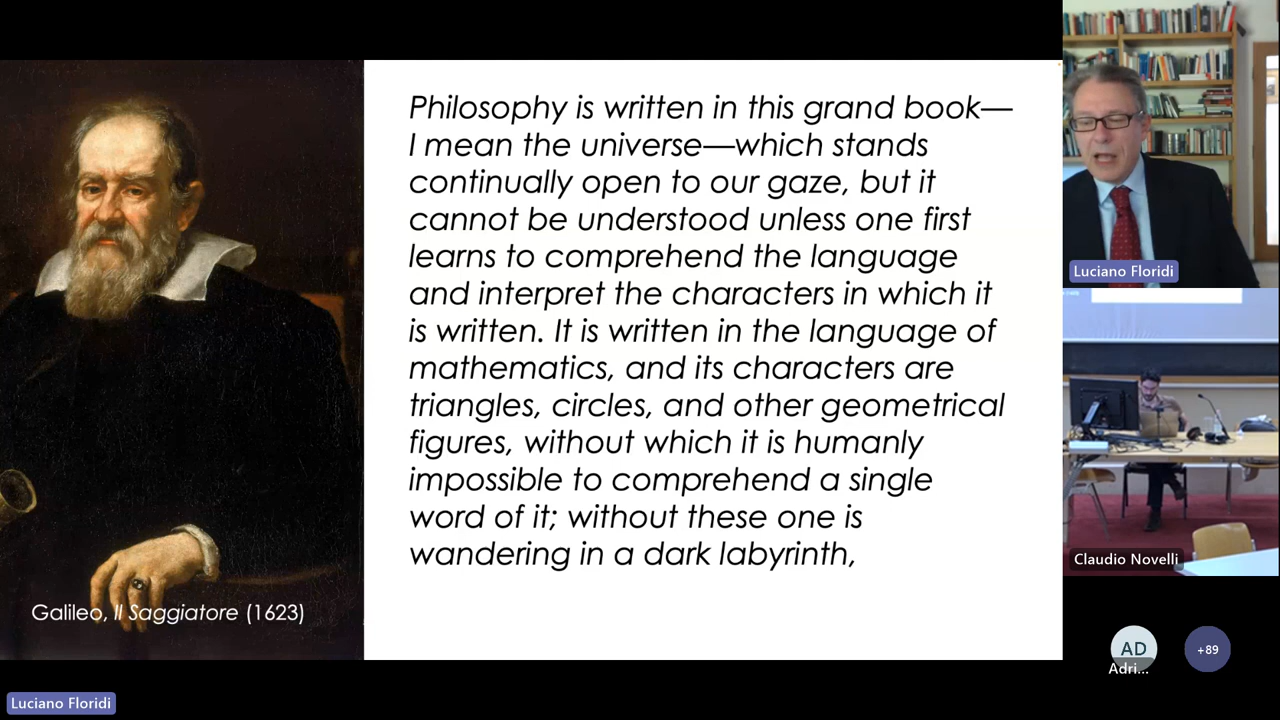 Philosophy is written in this grand book—
I mean the universe—which stands
continually open to our gaze, but it
cannot be understood unless one first
learns to comprehend the language
and interpret the characters in which it
is written. It is written in the language of
mathematics, and its characters are
triangles, circles, and other geometrical
figures, without which it is humanly
impossible to comprehend a single
word of it; without these one is
wandering in a dark labyrinth,
Galileo, Il Saggiatore (1623)
Luciano Floridi
Claudio Novelli
AD
Adri...
+89
Luciano Floridi